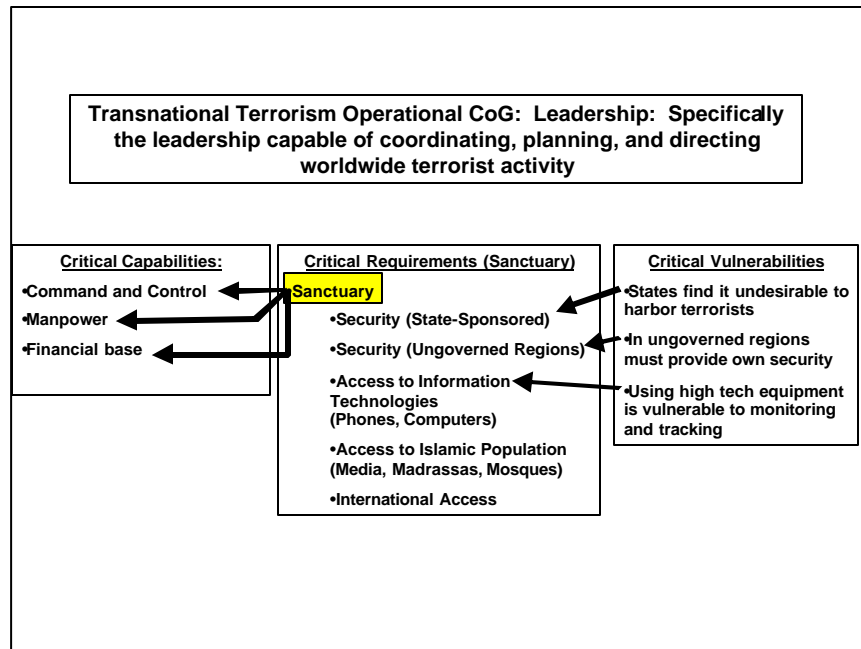 Transnational Terrorism Operational CoG: Leadership: Specifically
the leadership capable of coordinating, planning, and directing
worldwide terrorist activity
Critical Capabilities:
•Command and Control
•Manpower
•Financial base
Critical Requirements (Sanctuary)
•Sanctuary
•Security (State-Sponsored)
•Security (Ungoverned Regions)
•Access to Information
Technologies
(Phones, Computers)
•Access to Islamic Population
(Media, Madrassas, Mosques)
•International Access
Critical Vulnerabilities
•States find it undesirable to
harbor terrorists
•In ungoverned regions
must provide own security
•Using high tech equipment
is vulnerable to monitoring
and tracking